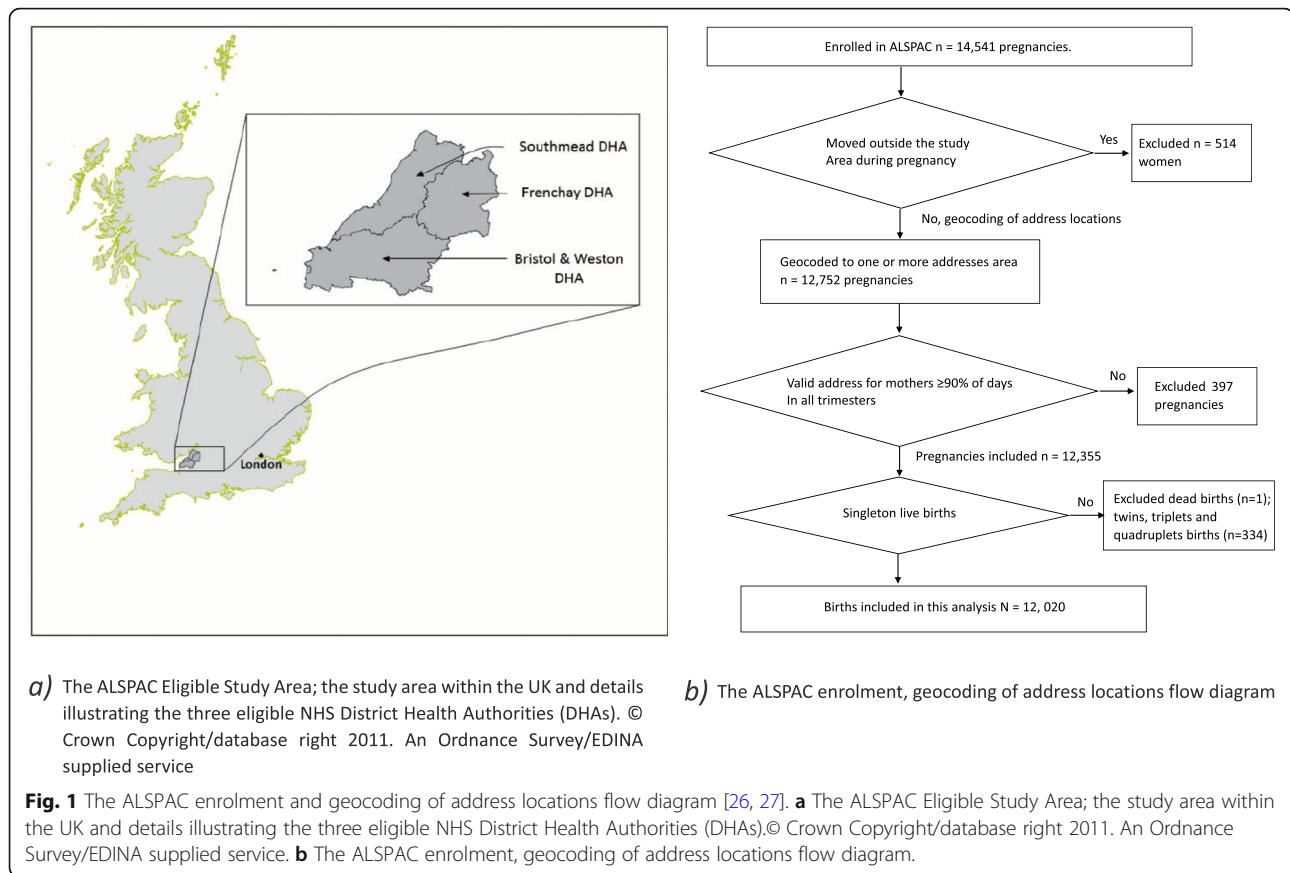 Southmead DHA
Frenchay DHA
Bristol & Weston
DHA
London
a) The ALSPAC Eligible Study Area; the study area within the UK and details
illustrating the three eligible NHS District Health Authorities (DHAs). ©
Crown Copyright/database right 2011. An Ordnance Survey/EDINA
supplied service
Enrolled in ALSPAC n = 14,541 pregnancies.
Moved outside the study
Area during pregnancy
Yes
Excluded n = 514
women
No, geocoding of address locations
Geocoded to one or more addresses area
n = 12,752 pregnancies
Valid address for mothers ≥90% of days
In all trimesters
No
Excluded 397
pregnancies
Pregnancies included n = 12,355
Singleton live births
No
Excluded dead births (n=1);
twins, triplets and
quadruplets births (n=334)
Births included in this analysis N = 12, 020
b) The ALSPAC enrolment, geocoding of address locations flow diagram
Fig. 1 The ALSPAC enrolment and geocoding of address locations flow diagram [26, 27]. a The ALSPAC Eligible Study Area; the study area within
the UK and details illustrating the three eligible NHS District Health Authorities (DHAs).© Crown Copyright/database right 2011. An Ordnance
Survey/EDINA supplied service. b The ALSPAC enrolment, geocoding of address locations flow diagram.